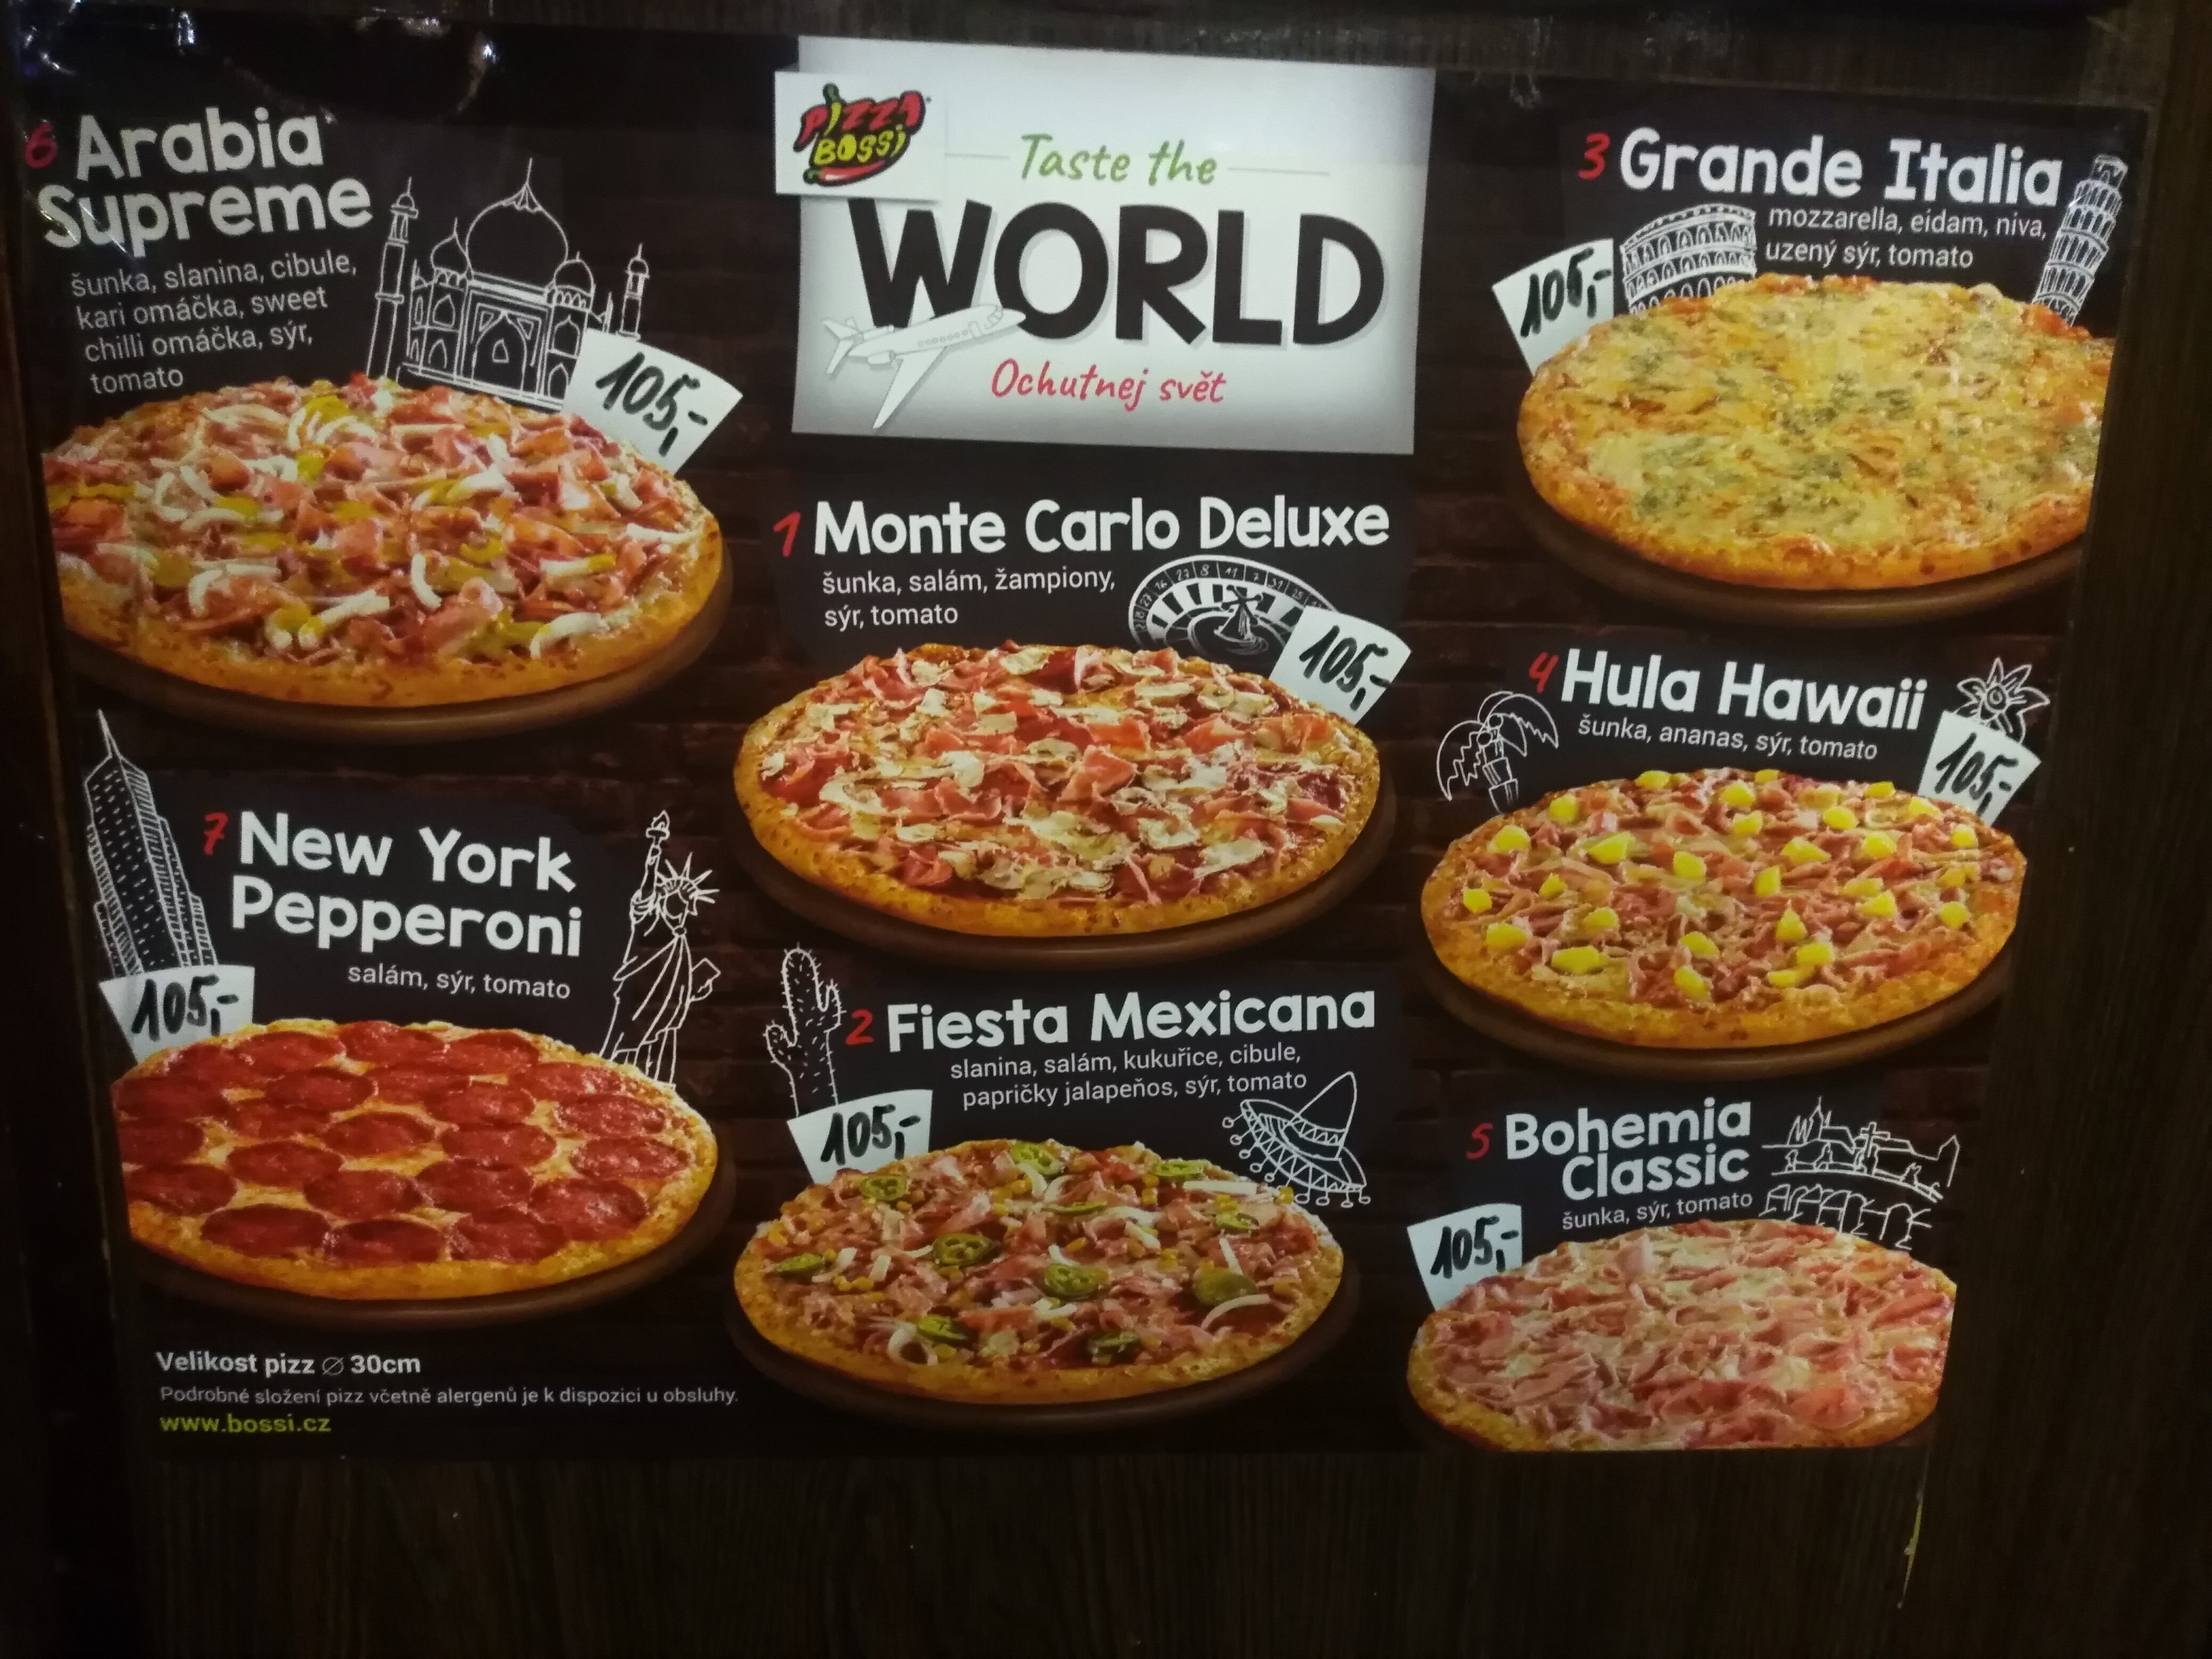 PIZZA
BOSSI
Taste the
WORLD
Ochutnej svět
6 Arabia
Supreme
šunka, slanina, cibule,
kari omáčka, sweet
chilli omáčka, sýr,
tomato
105,-
3 Grande Italia
mozzarella, eidam, niva,
uzený sýr, tomato
105,-
1 Monte Carlo Deluxe
šunka, salám, žampiony,
sýr, tomato
105,-
4 Hula Hawaii
šunka, ananas, sýr, tomato
105,-
7 New York
Pepperoni
salám, sýr, tomato
105,-
2 Fiesta Mexicana
slanina, salám, kukuřice, cibule,
papričky jalapeños, sýr, tomato
105,-
5 Bohemia
Classic
šunka, sýr, tomato
105,-
Velikost pizz ∅ 30cm
Podrobné složení pizz včetně alergenů je k dispozici u obsluhy.
www.bossi.cz